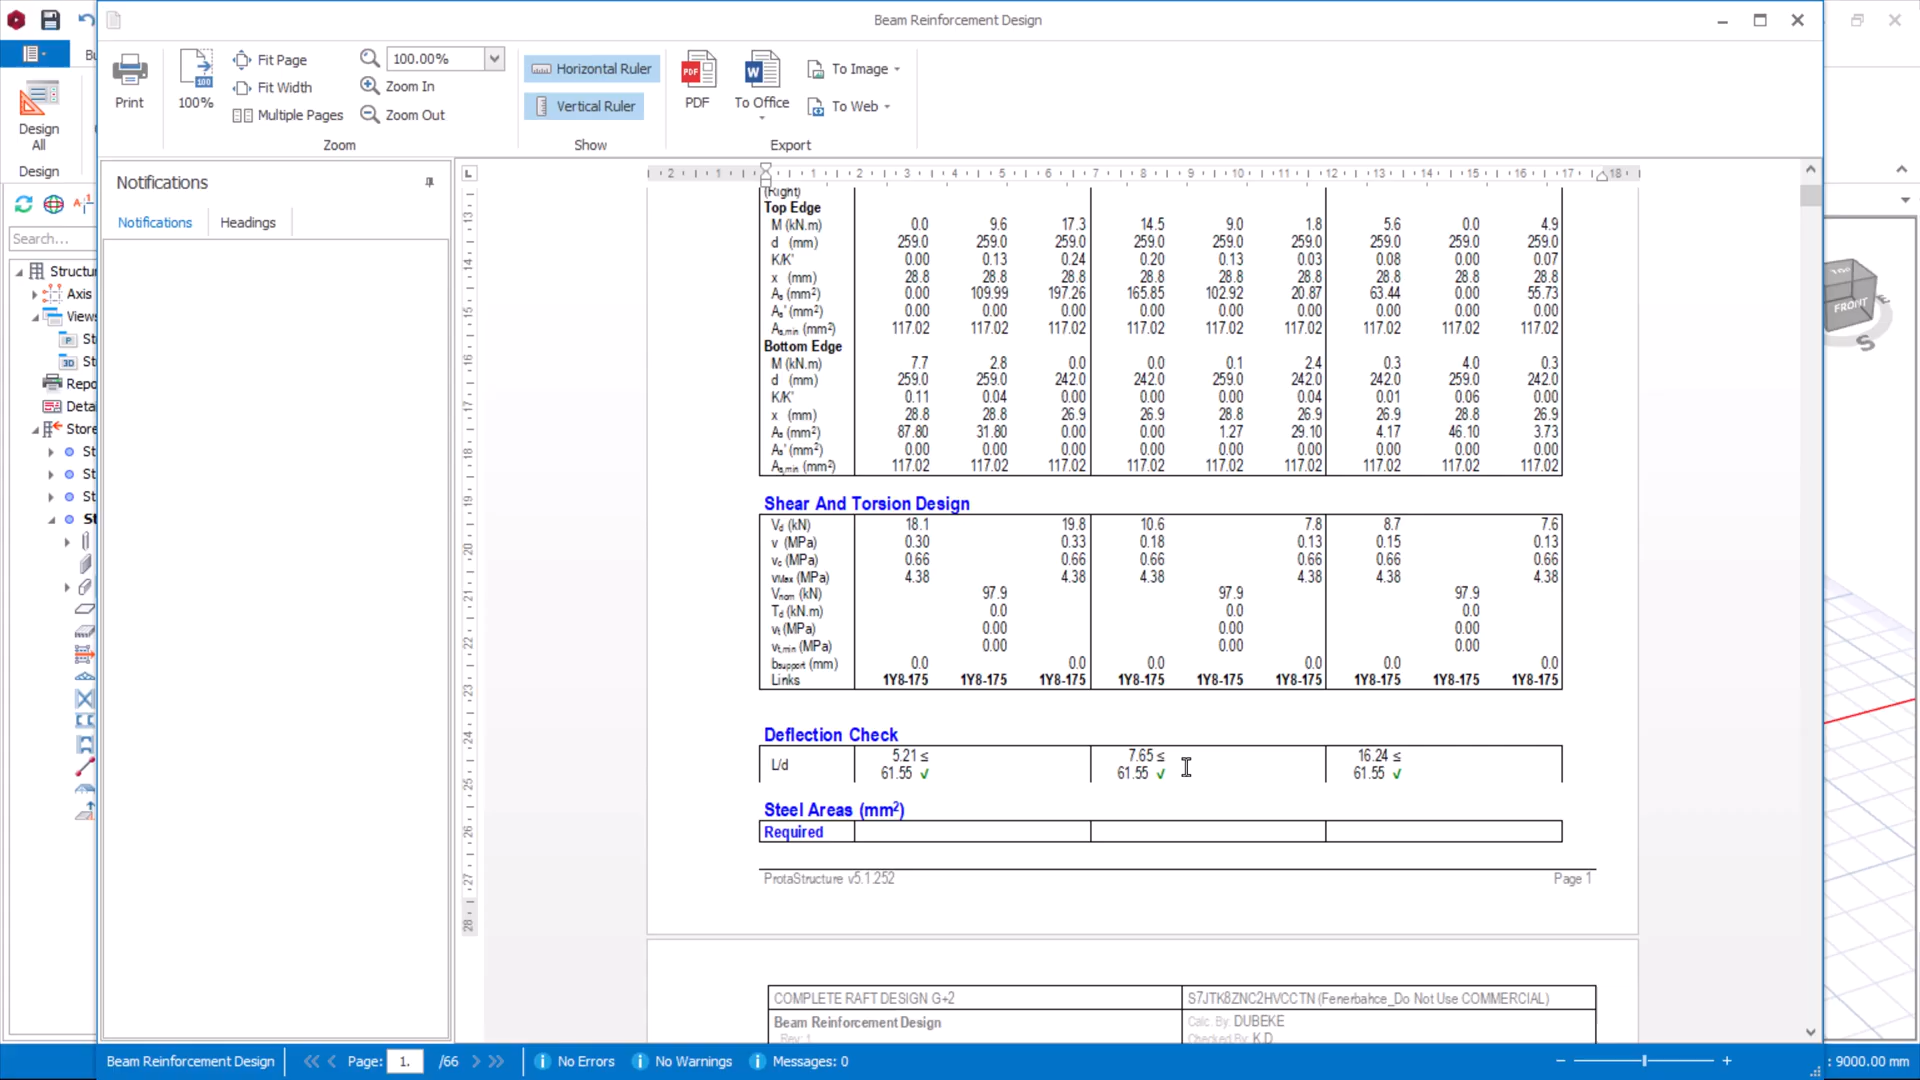 Beam Reinforcement Design
Print
100%
Fit Page
Fit Width
Multiple Pages
100.00%
Zoom In
Zoom Out
Zoom
Horizontal Ruler
Vertical Ruler
Show
PDF
To Office
To Image
To Web
Export
Design
All
Design
Search...
Structu
Axis
Views
St
St
Repo
Deta
Store
St
St
St
St
Notifications
Notifications
Headings
(Right)
Top Edge
M (kN.m) 0.0 9.6 17.3 14.5 9.0 1.8 5.6 0.0 4.9
d (mm) 259.0 259.0 259.0 259.0 259.0 259.0 259.0 259.0 259.0
K/K' 0.00 0.13 0.24 0.20 0.13 0.03 0.08 0.00 0.07
x (mm) 28.8 28.8 28.8 28.8 28.8 28.8 28.8 28.8 28.8
As (mm²) 0.00 109.99 197.26 165.85 102.92 20.87 63.44 0.00 55.73
As' (mm²) 0.00 0.00 0.00 0.00 0.00 0.00 0.00 0.00 0.00
As,min (mm²) 117.02 117.02 117.02 117.02 117.02 117.02 117.02 117.02 117.02
Bottom Edge
M (kN.m) 7.7 2.8 0.0 0.0 0.1 2.4 0.3 4.0 0.3
d (mm) 259.0 259.0 242.0 242.0 259.0 242.0 242.0 259.0 242.0
K/K' 0.11 0.04 0.00 0.00 0.00 0.04 0.01 0.06 0.00
x (mm) 28.8 28.8 26.9 26.9 28.8 26.9 26.9 28.8 26.9
As (mm²) 87.80 31.80 0.00 0.00 1.27 29.10 4.17 46.10 3.73
As' (mm²) 0.00 0.00 0.00 0.00 0.00 0.00 0.00 0.00 0.00
As,min (mm²) 117.02 117.02 117.02 117.02 117.02 117.02 117.02 117.02 117.02
Shear And Torsion Design
Vd (kN) 18.1 19.8 10.6 7.8 8.7 7.6
v (MPa) 0.30 0.33 0.18 0.13 0.15 0.13
vc (MPa) 0.66 0.66 0.66 0.66 0.66 0.66
vMax (MPa) 4.38 4.38 4.38 4.38 4.38 4.38
Vnom (kN) 97.9 97.9 97.9
Td (kN.m) 0.0 0.0 0.0
vt (MPa) 0.00 0.00 0.00
vt,min (MPa) 0.00 0.00 0.00
bsupport (mm) 0.0 0.0 0.0 0.0 0.0 0.0
Links 1Y8-175 1Y8-175 1Y8-175 1Y8-175 1Y8-175 1Y8-175 1Y8-175 1Y8-175 1Y8-175
Deflection Check
L/d 5.21 ≤ 7.65 ≤ 16.24 ≤
61.55 √ 61.55 √ 61.55 √
Steel Areas (mm²)
Required
ProtaStructure v5.1.252 Page 1
COMPLETE RAFT DESIGN G+2 S7JTK8ZNC2HVCCTN (Fenerbahce_Do Not Use COMMERCIAL)
Beam Reinforcement Design Calc. By: DUBEKE
Rev: 1 Checked By: K.D
FRONT
S
Beam Reinforcement Design
Page: 1. /66
No Errors
No Warnings
Messages: 0
: 9000.00 mm